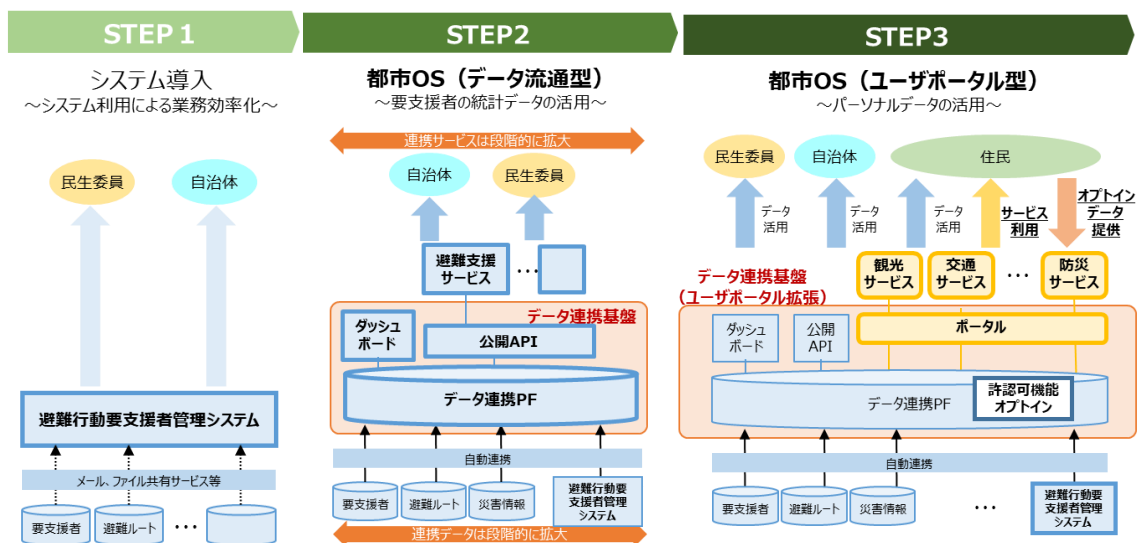 STEP１
システム導入
～システム利用による業務効率化～
民生委員
自治体
避難行動要支援者管理システム
メール、ファイル共有サービス等
要支援者
避難ルート
…
STEP2
都市OS（データ流通型）
～要支援者の統計データの活用～
連携サービスは段階的に拡大
自治体
民生委員
避難支援
サービス
…
データ連携基盤
ダッシュ
ボード
公開API
データ連携PF
自動連携
要支援者
避難ルート
災害情報
避難行動要
支援者管理
システム
連携データは段階的に拡大
STEP3
都市OS（ユーザポータル型）
～パーソナルデータの活用～
民生委員
自治体
住民
データ
活用
データ
活用
データ
活用
サービス
利用
オプトイン
データ
提供
観光
サービス
交通
サービス
…
防災
サービス
データ連携基盤
（ユーザポータル拡張）
ダッシュ
ボード
公開
API
ポータル
データ連携PF
許認可機能
オプトイン
自動連携
要支援者
避難ルート
災害情報
…
避難行動要
支援者管理
システム